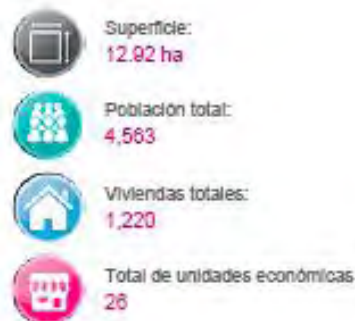 Superficie:
12.92 ha
Población total:
4,563
Viviendas totales:
1,220
Total de unidades económicas
26